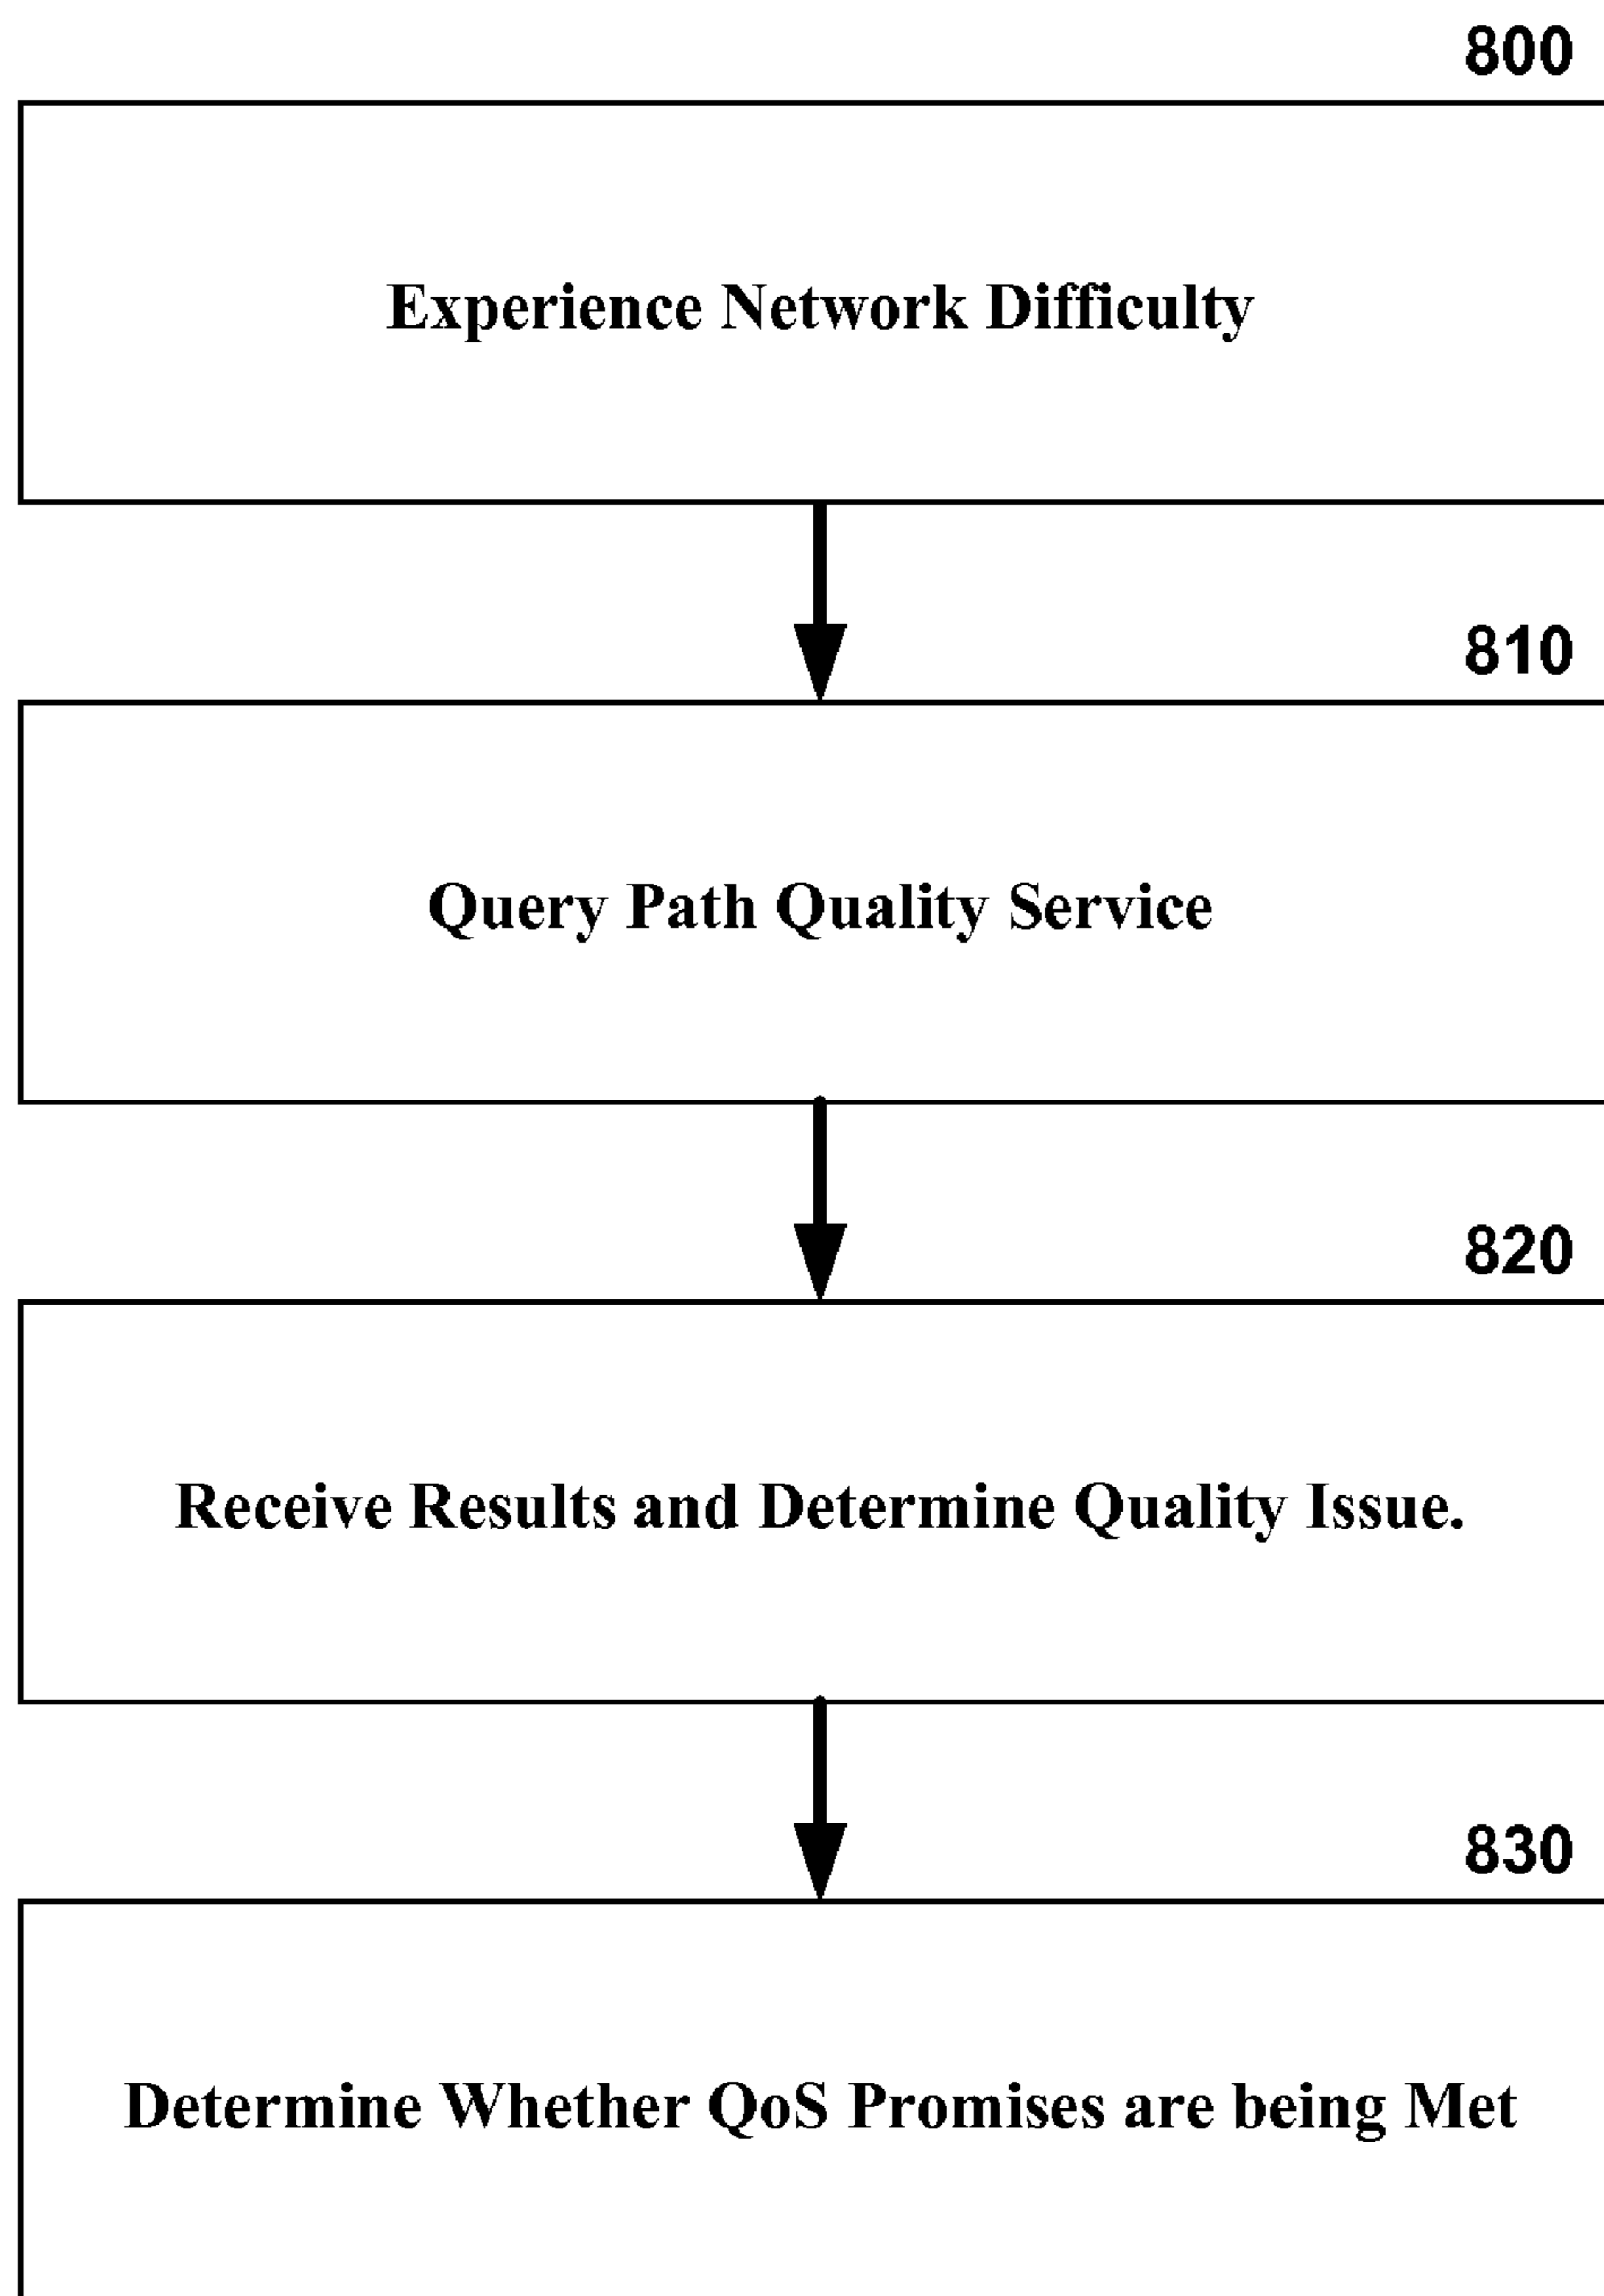 800
Experience Network Difficulty
810
Query Path Quality Service
820
Receive Results and Determine Quality Issue.
830
Determine Whether QoS Promises are being Met